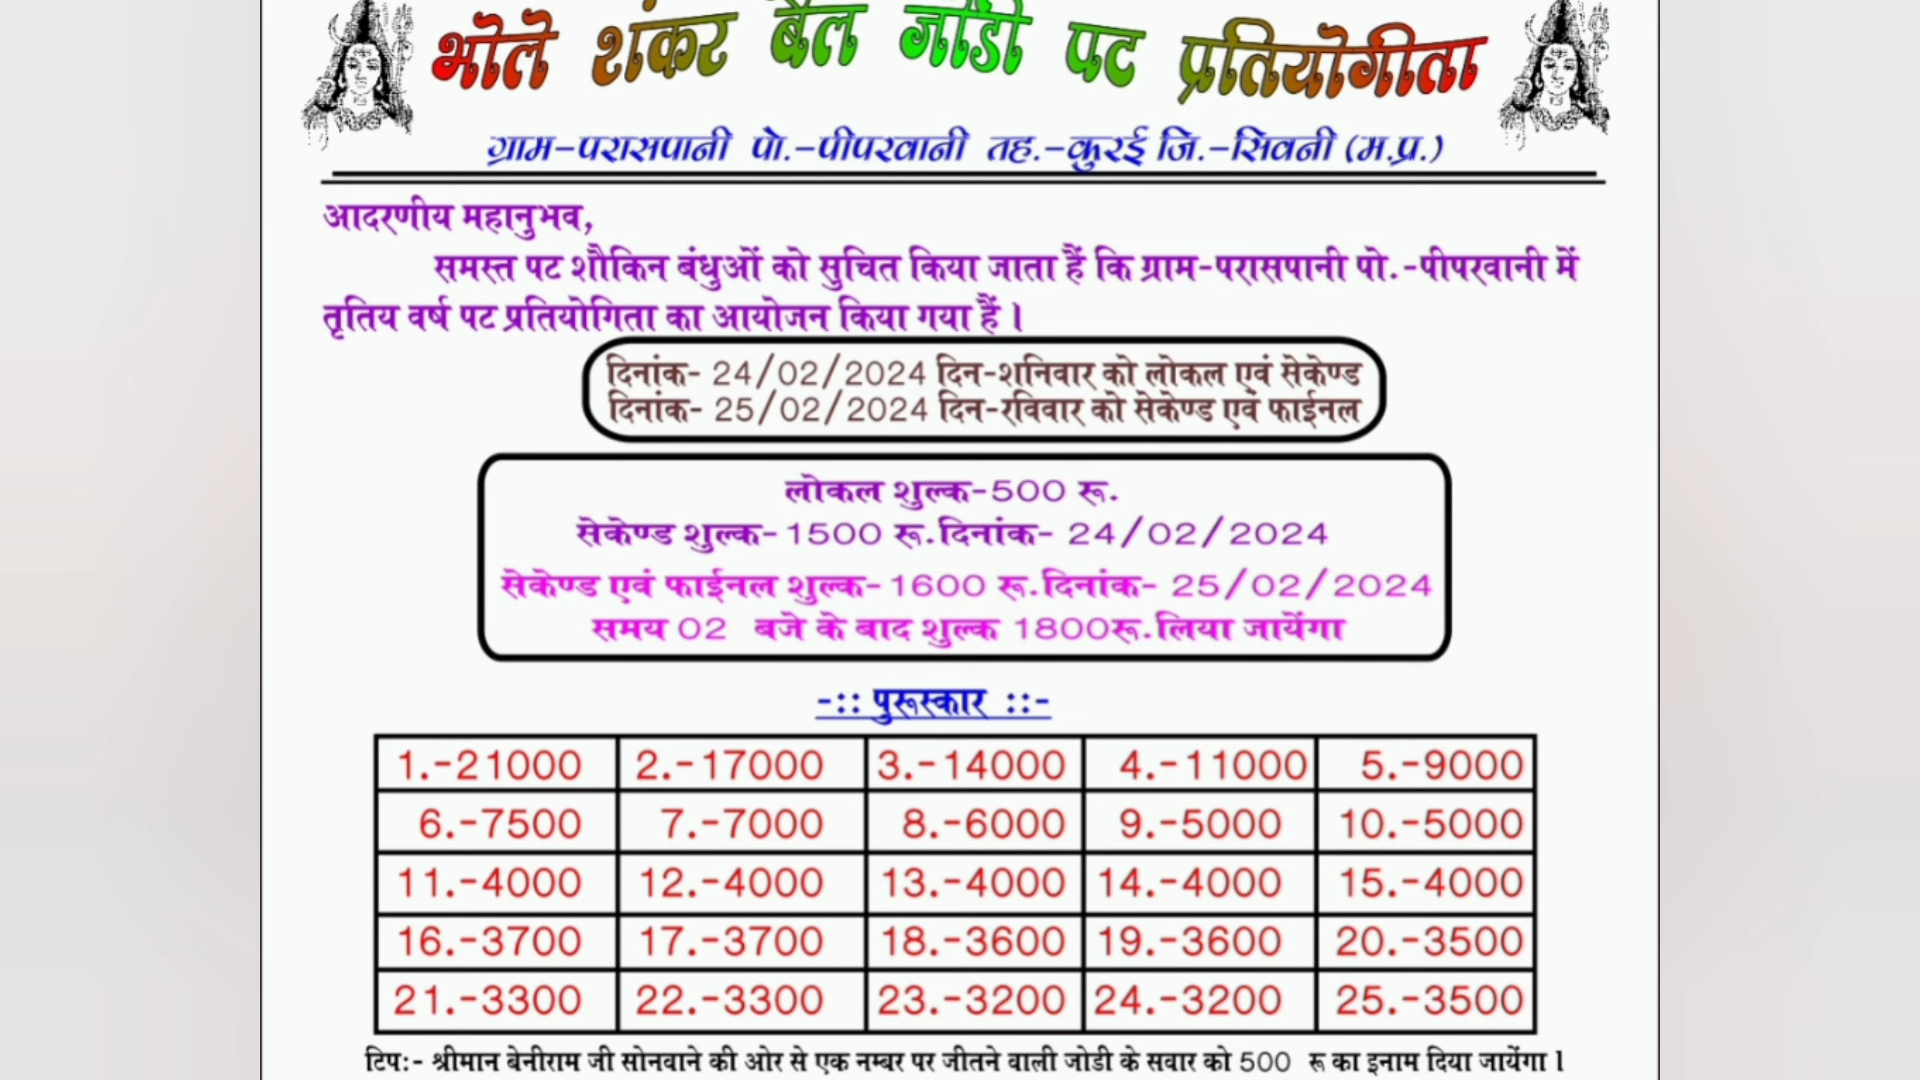 भोले शंकर बैल जोडी पट प्रतियोगीता
ग्राम-परासपानी पो.-पीपरवानी तह.-कुरई जि.-सिवनी (म.प्र.)
आदरणीय महानुभव,
समस्त पट शौकिन बंधुओं को सुचित किया जाता हैं कि ग्राम-परासपानी पो.-पीपरवानी में
तृतिय वर्ष पट प्रतियोगिता का आयोजन किया गया हैं ।
दिनांक- 24/02/2024 दिन-शनिवार को लोकल एवं सेकेण्ड
दिनांक- 25/02/2024 दिन-रविवार को सेकेण्ड एवं फाईनल
लोकल शुल्क-500 रू.
सेकेण्ड शुल्क- 1500 रू.दिनांक- 24/02/2024
सेकेण्ड एवं फाईनल शुल्क- 1600 रू.दिनांक- 25/02/2024
समय 02 बजे के बाद शुल्क 1800रू.लिया जायेंगा
-:: पुरूस्कार ::-
1.-21000 2.-17000 3.-14000 4.-11000 5.-9000
6.-7500 7.-7000 8.-6000 9.-5000 10.-5000
11.-4000 12.-4000 13.-4000 14.-4000 15.-4000
16.-3700 17.-3700 18.-3600 19.-3600 20.-3500
21.-3300 22.-3300 23.-3200 24.-3200 25.-3500
टिपः- श्रीमान बेनीराम जी सोनवाने की ओर से एक नम्बर पर जीतने वाली जोडी के सवार को 500 रू का इनाम दिया जायेंगा ।